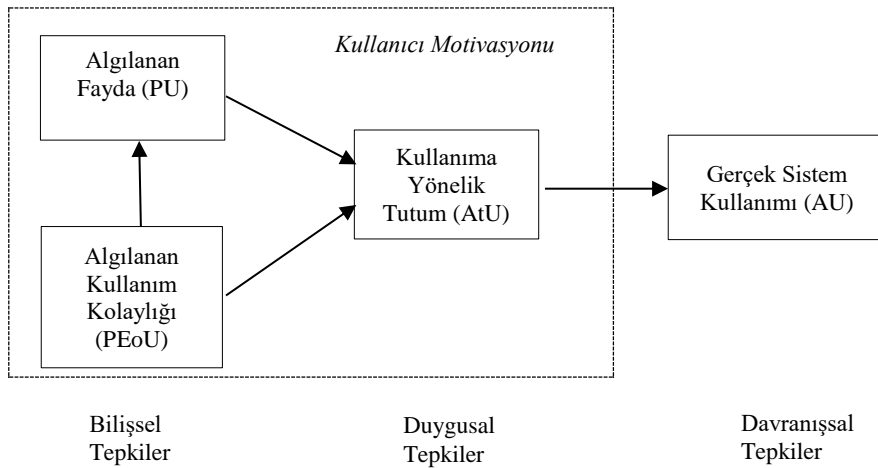 Kullanıcı Motivasyonu
Algılanan
Fayda (PU)
Kullanıma
Yönelik
Tutum (AtU)
Gerçek Sistem
Kullanımı (AU)
Algılanan
Kullanım
Kolaylığı
(PEoU)
Bilişsel
Tepkiler
Duygusal
Tepkiler
Davranışsal
Tepkiler